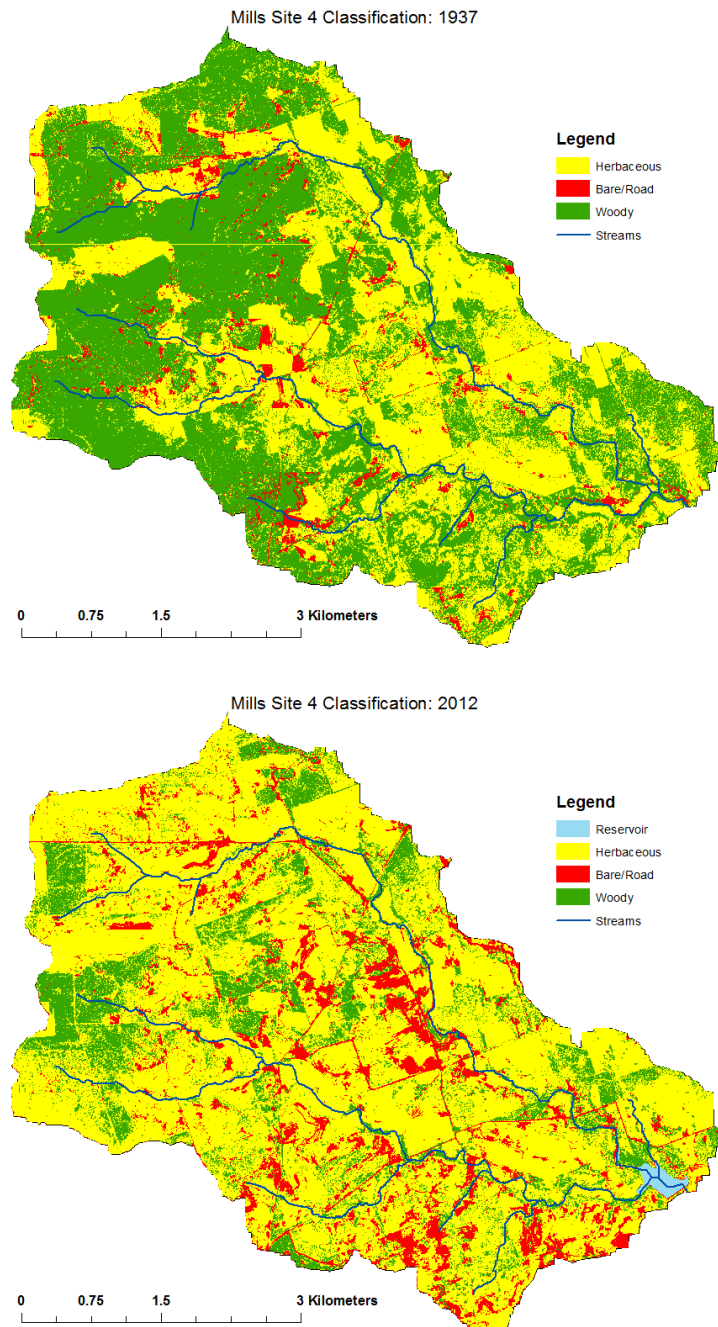 Mills Site 4 Classification: 1937
Legend
Herbaceous
Bare/Road
Woody
Streams
0 0.75 1.5 3 Kilometers
Mills Site 4 Classification: 2012
Legend
Reservoir
Herbaceous
Bare/Road
Woody
Streams
0 0.75 1.5 3 Kilometers